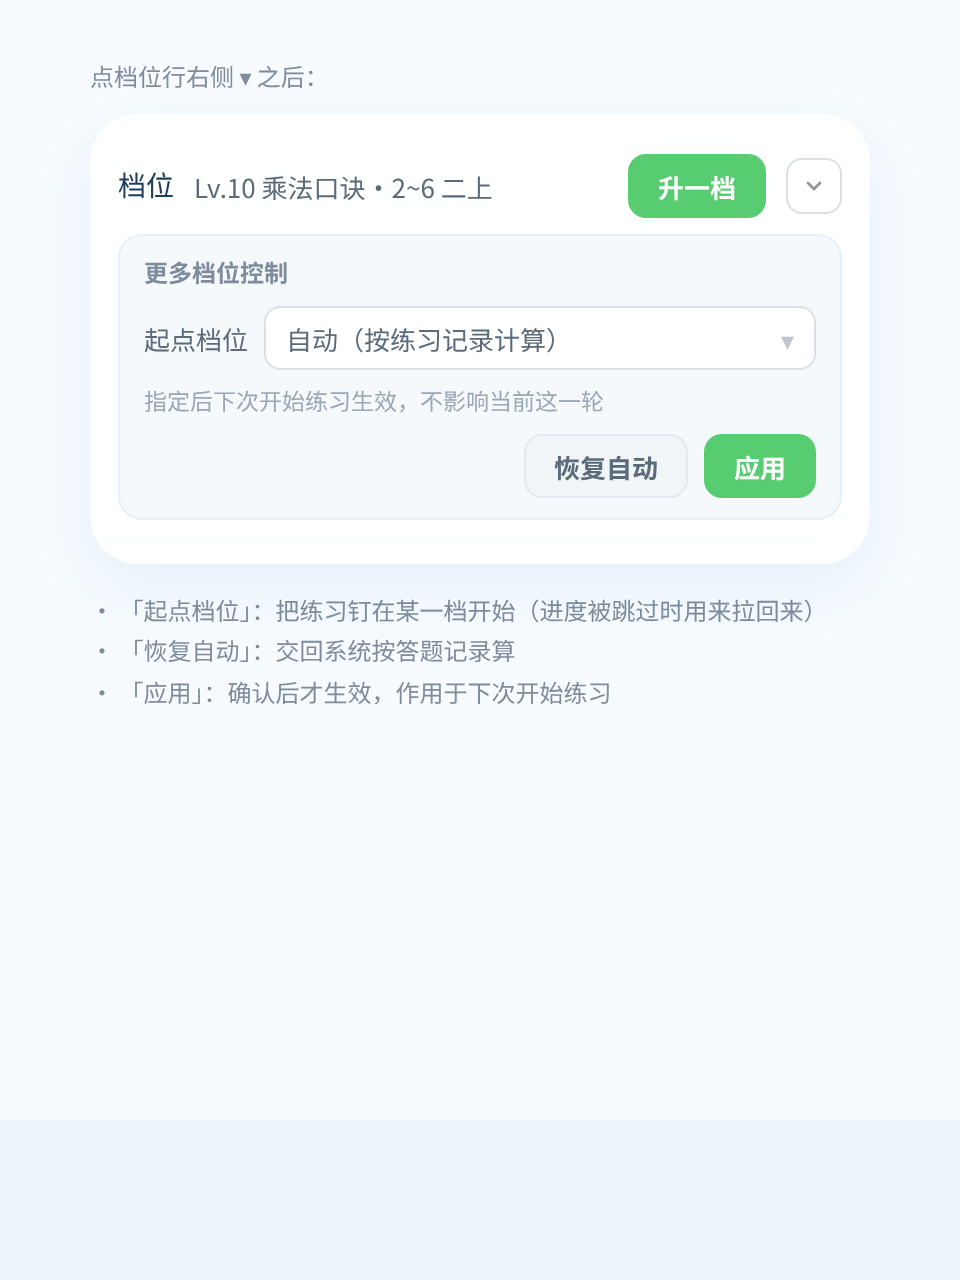 点档位行右侧 ▾ 之后：
档位 Lv.10 乘法口诀・2~6 二上 升一档
更多档位控制
起点档位 自动（按练习记录计算） ▼
指定后下次开始练习生效，不影响当前这一轮
恢复自动 应用
・「起点档位」：把练习钉在某一档开始（进度被跳过时用来拉回来）
・「恢复自动」：交回系统按答题记录算
・「应用」：确认后才生效，作用于下次开始练习